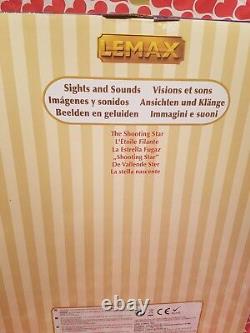 LEMAX
Sights and Sounds Visions et sons
Imágenes y sonidos Ansichten und Klänge
Beelden en geluiden Immagini e suoni
The Shooting Star
L'Étoile Filante
La Estrella Fugaz
„Shooting Star"
De Vallende Ster
La stella nascente
CE